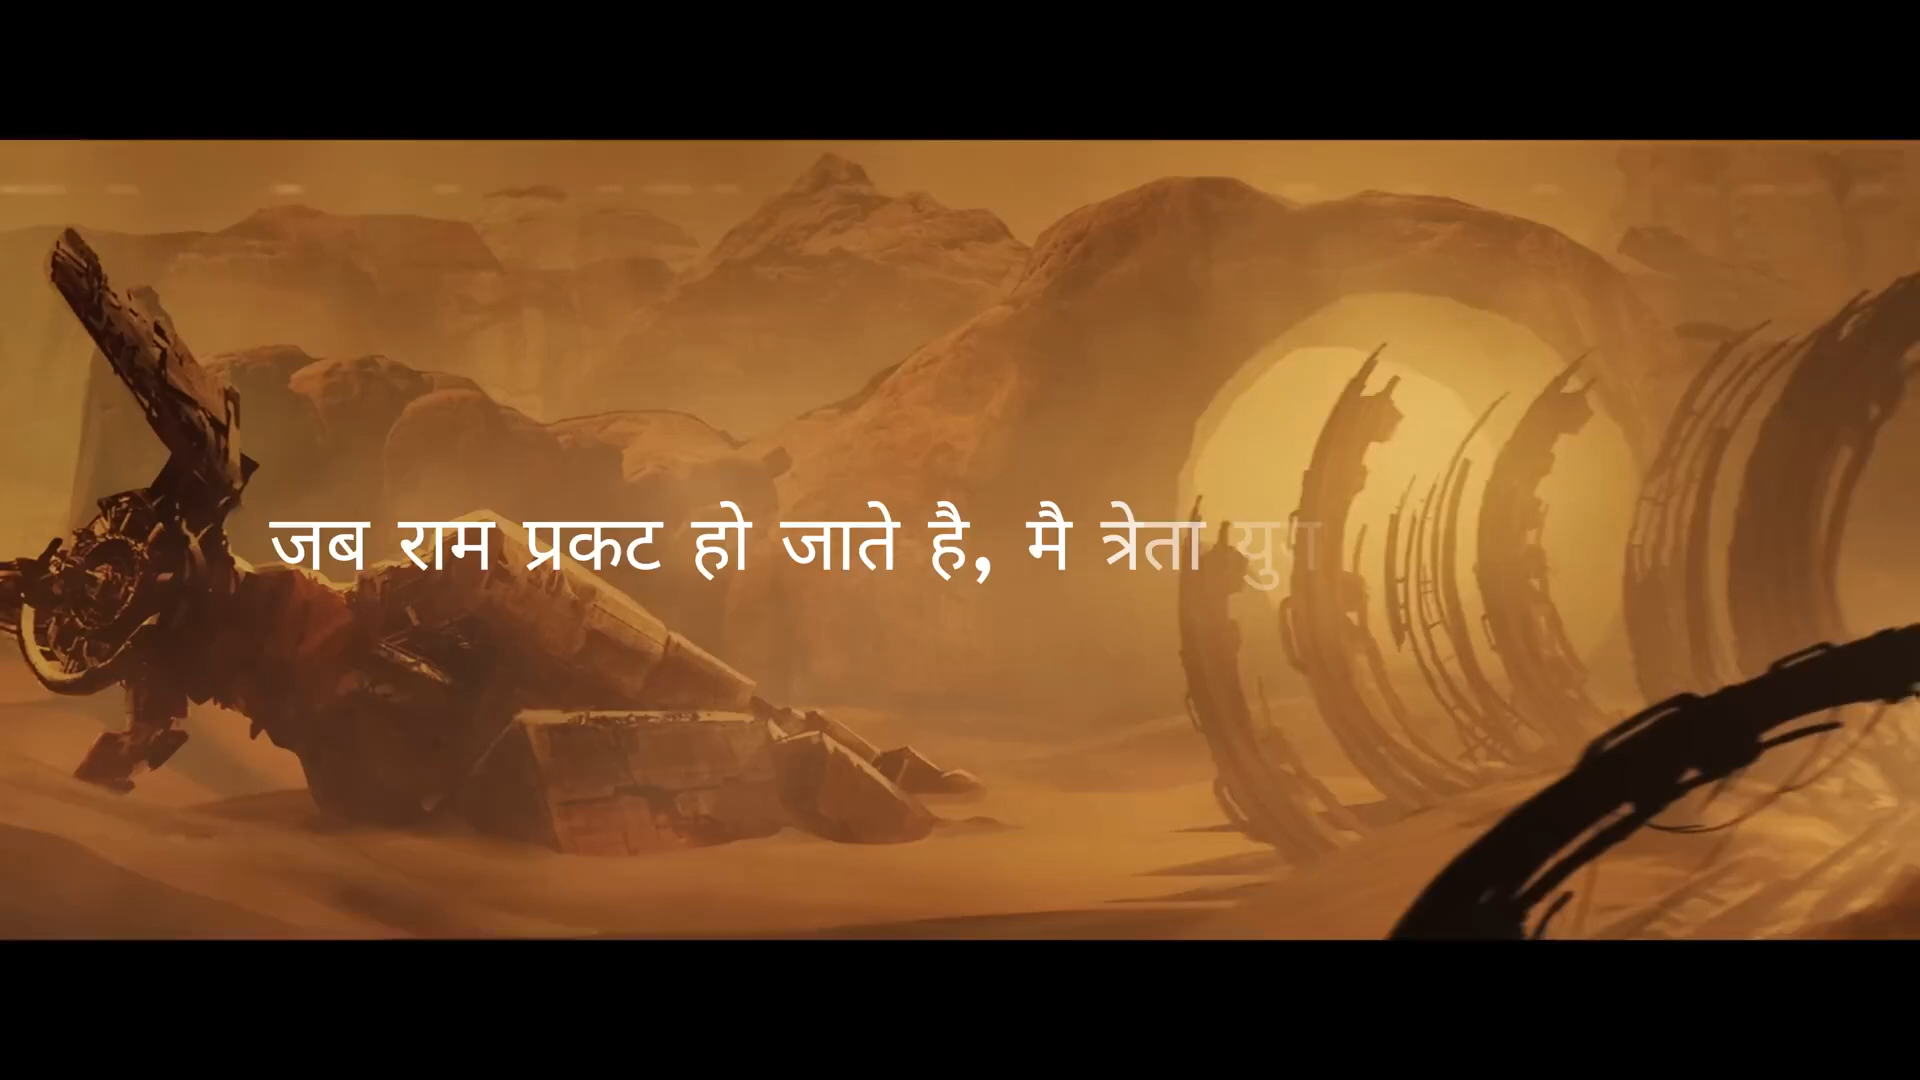 जब राम प्रकट हो जाते है, मै त्रेता युग